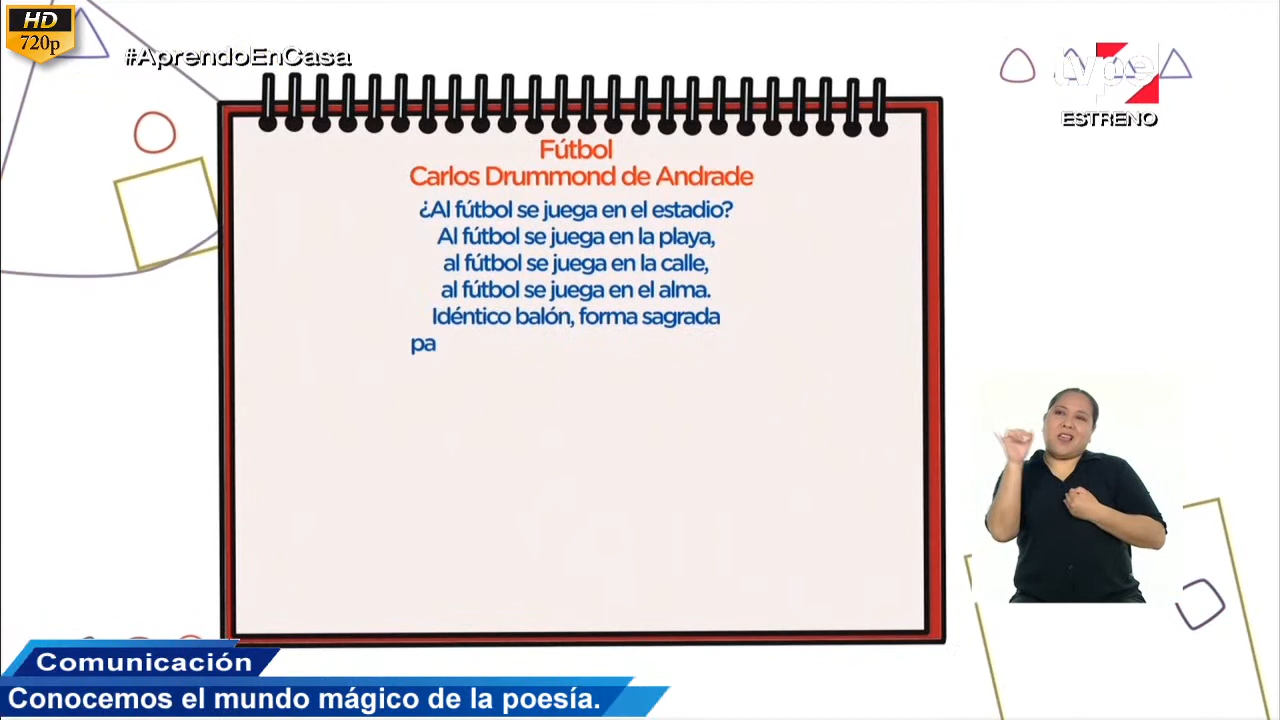 HD
720p
#AprendoEnCasa
tvpe
ESTRENO
Fútbol
Carlos Drummond de Andrade
¿Al fútbol se juega en el estadio?
Al fútbol se juega en la playa,
al fútbol se juega en la calle,
al fútbol se juega en el alma.
Idéntico balón, forma sagrada
pa
Comunicación
Conocemos el mundo mágico de la poesía.